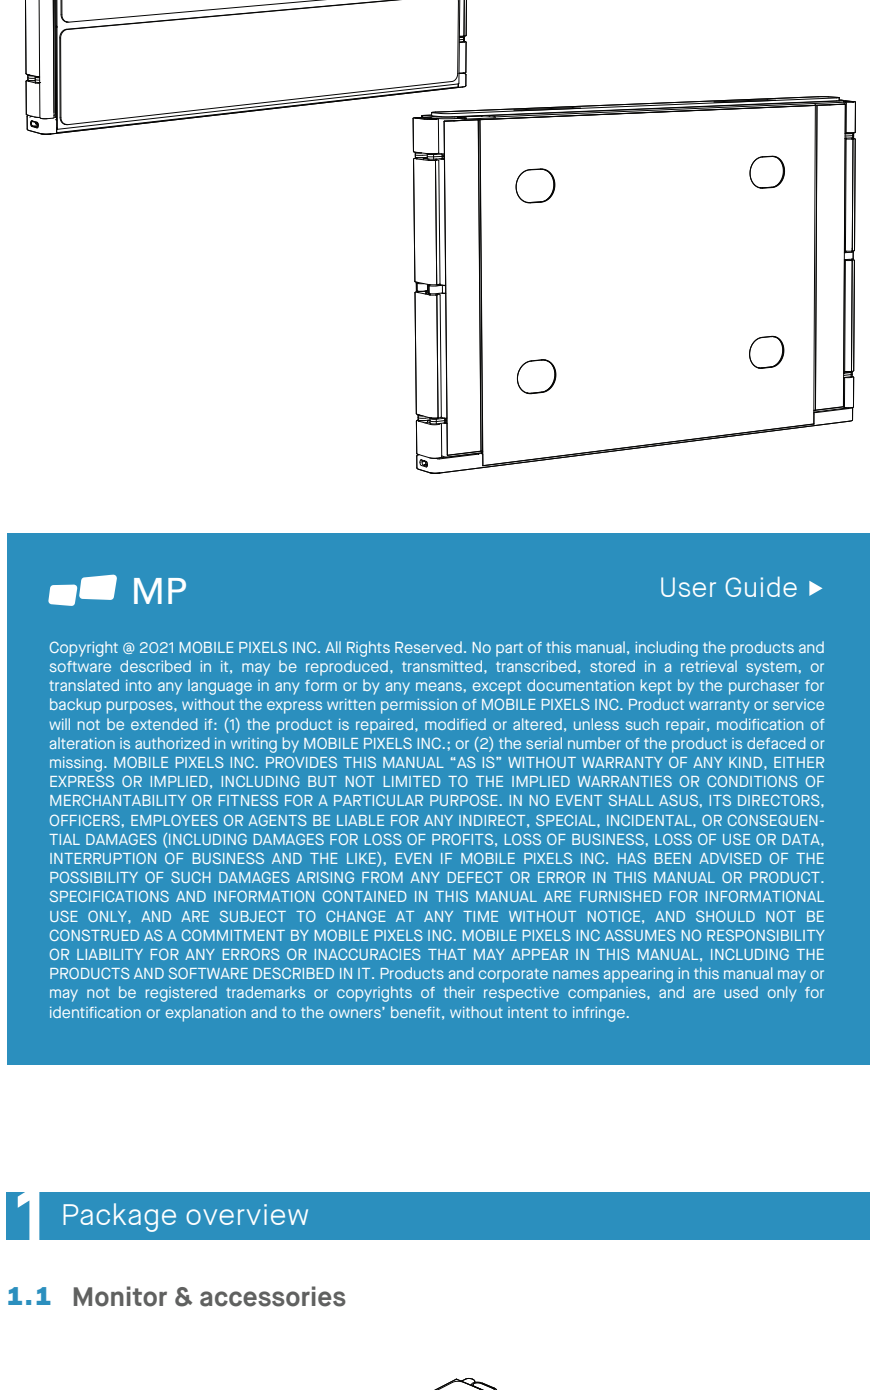 MP
User Guide ▶
Copyright @ 2021 MOBILE PIXELS INC. All Rights Reserved. No part of this manual, including the products and
software described in it, may be reproduced, transmitted, transcribed, stored in a retrieval system, or
translated into any language in any form or by any means, except documentation kept by the purchaser for
backup purposes, without the express written permission of MOBILE PIXELS INC. Product warranty or service
will not be extended if: (1) the product is repaired, modified or altered, unless such repair, modification of
alteration is authorized in writing by MOBILE PIXELS INC.; or (2) the serial number of the product is defaced or
missing. MOBILE PIXELS INC. PROVIDES THIS MANUAL “AS IS” WITHOUT WARRANTY OF ANY KIND, EITHER
EXPRESS OR IMPLIED, INCLUDING BUT NOT LIMITED TO THE IMPLIED WARRANTIES OR CONDITIONS OF
MERCHANTABILITY OR FITNESS FOR A PARTICULAR PURPOSE. IN NO EVENT SHALL ASUS, ITS DIRECTORS,
OFFICERS, EMPLOYEES OR AGENTS BE LIABLE FOR ANY INDIRECT, SPECIAL, INCIDENTAL, OR CONSEQUEN-
TIAL DAMAGES (INCLUDING DAMAGES FOR LOSS OF PROFITS, LOSS OF BUSINESS, LOSS OF USE OR DATA,
INTERRUPTION OF BUSINESS AND THE LIKE), EVEN IF MOBILE PIXELS INC. HAS BEEN ADVISED OF THE
POSSIBILITY OF SUCH DAMAGES ARISING FROM ANY DEFECT OR ERROR IN THIS MANUAL OR PRODUCT.
SPECIFICATIONS AND INFORMATION CONTAINED IN THIS MANUAL ARE FURNISHED FOR INFORMATIONAL
USE ONLY, AND ARE SUBJECT TO CHANGE AT ANY TIME WITHOUT NOTICE, AND SHOULD NOT BE
CONSTRUED AS A COMMITMENT BY MOBILE PIXELS INC. MOBILE PIXELS INC ASSUMES NO RESPONSIBILITY
OR LIABILITY FOR ANY ERRORS OR INACCURACIES THAT MAY APPEAR IN THIS MANUAL, INCLUDING THE
PRODUCTS AND SOFTWARE DESCRIBED IN IT. Products and corporate names appearing in this manual may or
may not be registered trademarks or copyrights of their respective companies, and are used only for
identification or explanation and to the owners’ benefit, without intent to infringe.
1 Package overview
1.1 Monitor & accessories